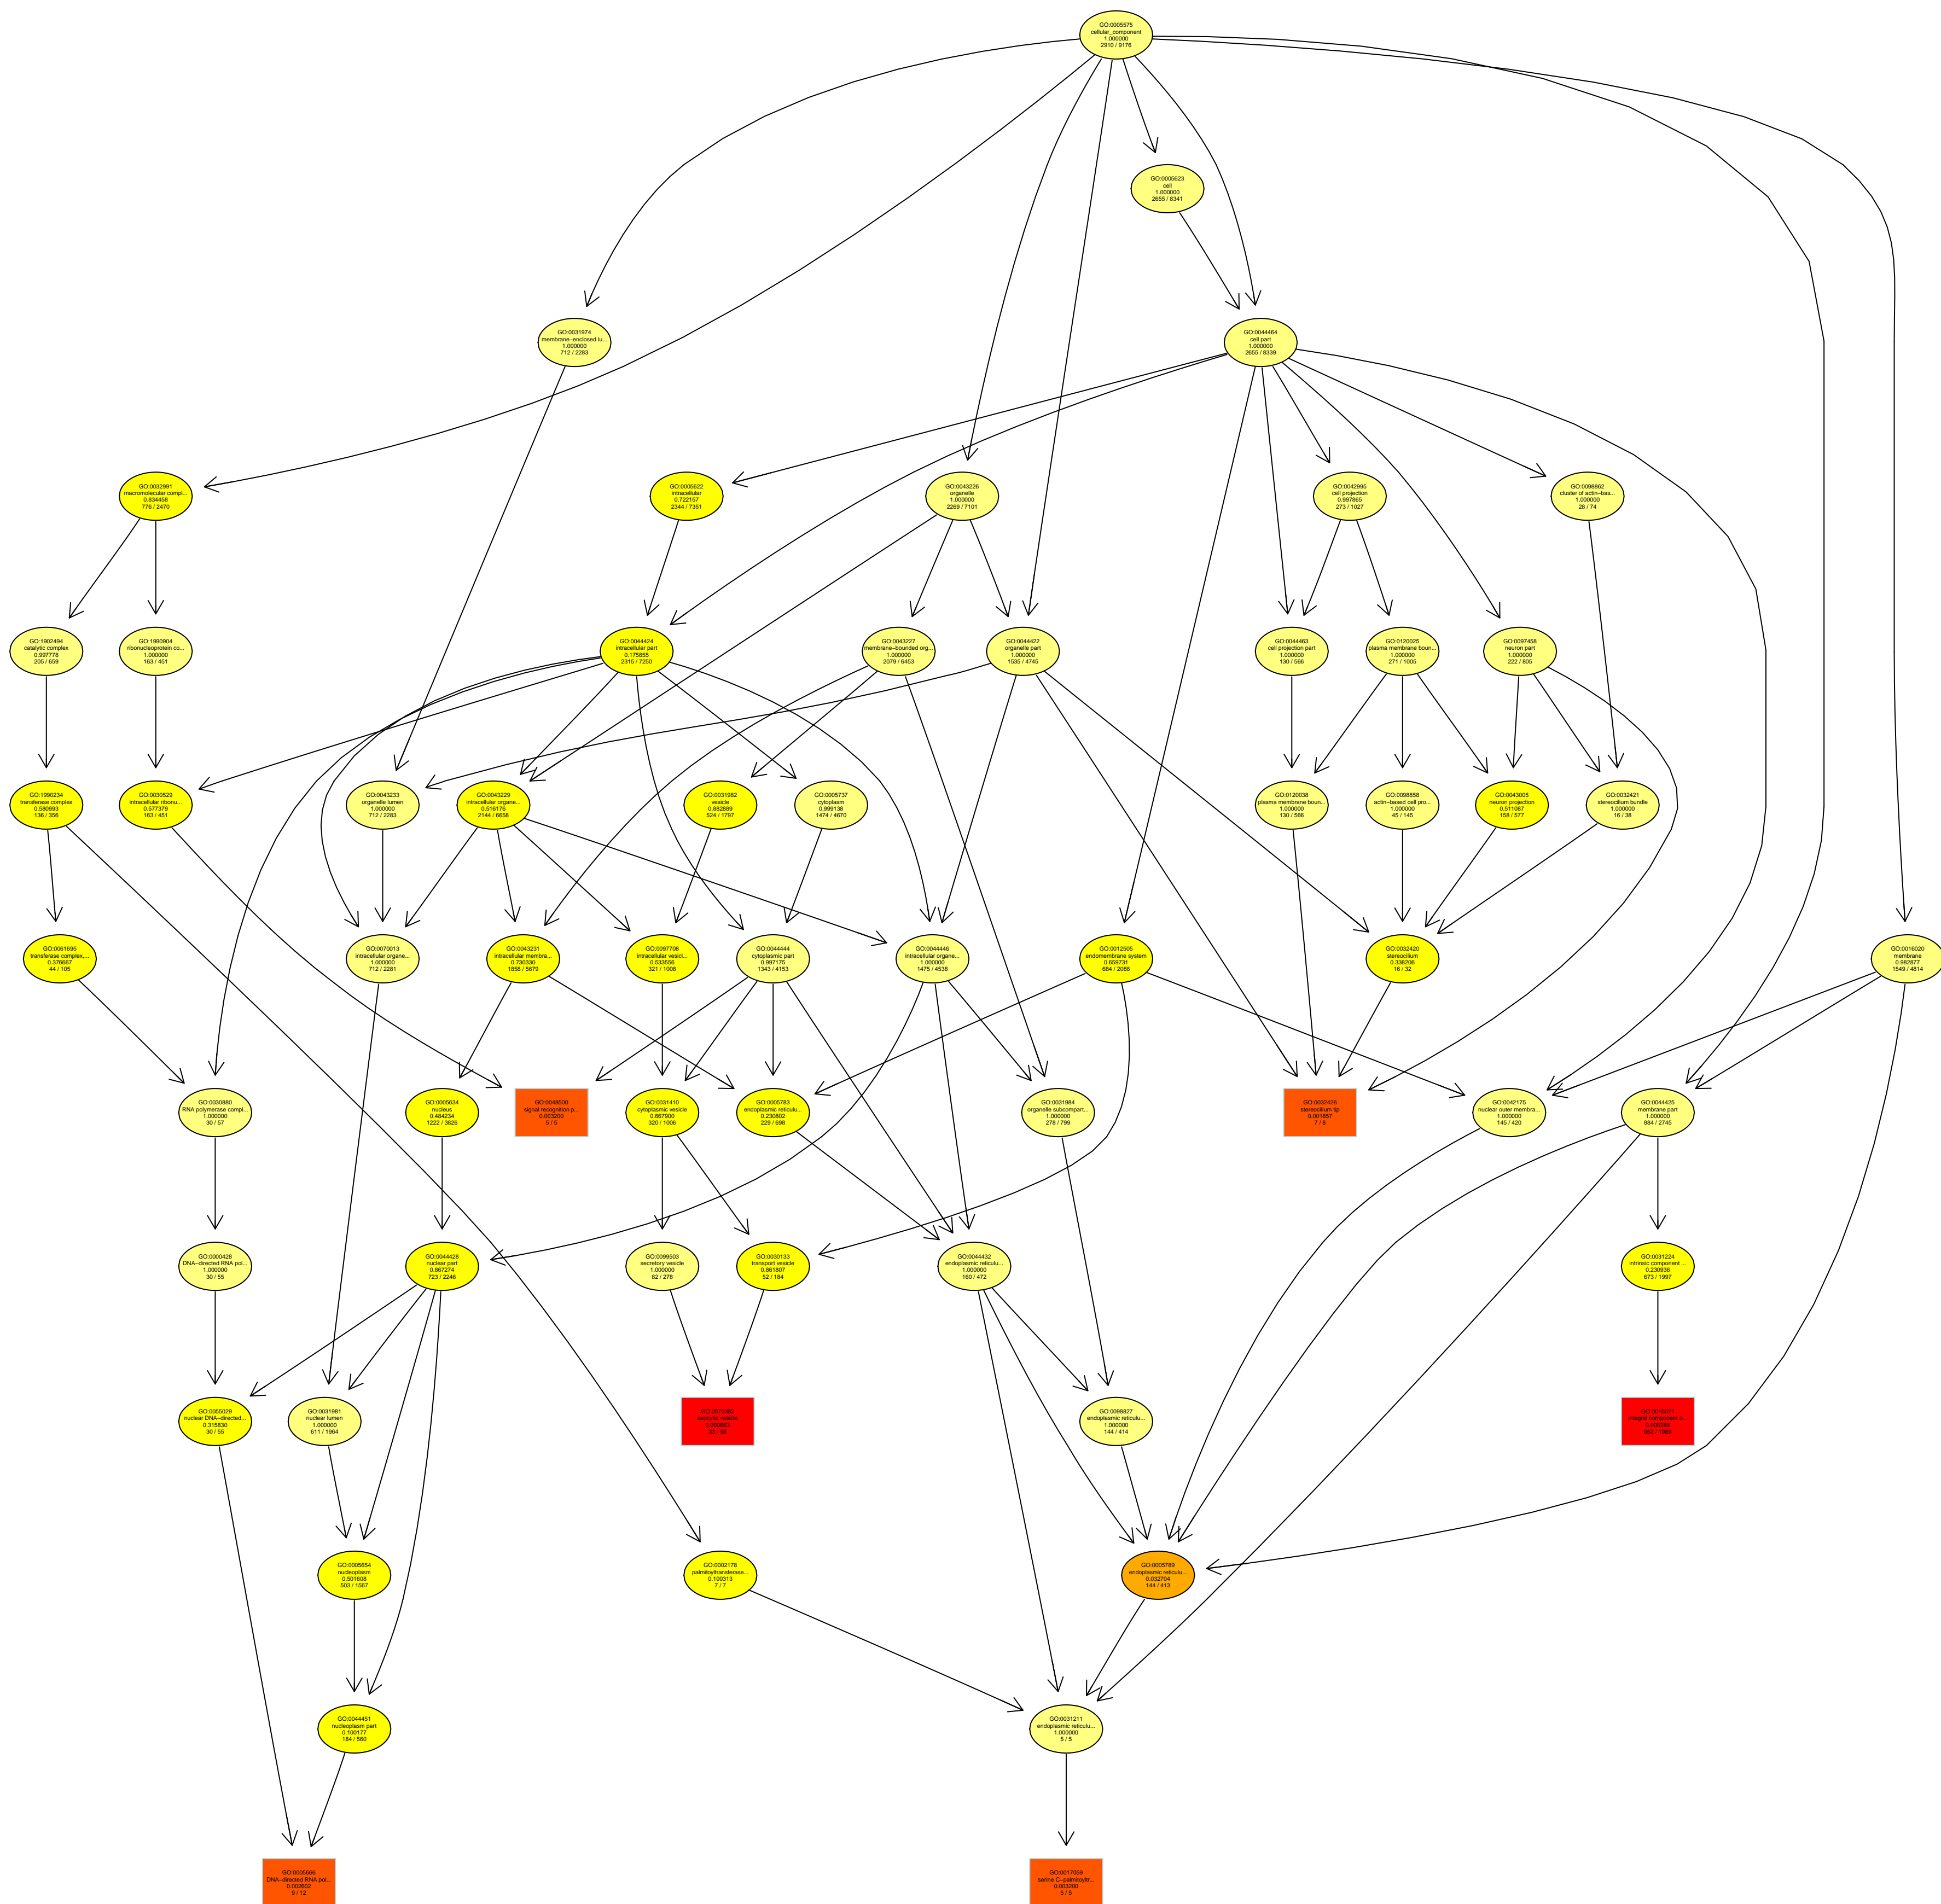 GO:0005575
cellular_component
1.000000
2910 / 9176
GO:0005623
cell
1.000000
2655 / 8341
GO:0031974
membrane−enclosed lu...
1.000000
712 / 2283
GO:0044464
cell part
1.000000
2655 / 8339
GO:0032991
macromolecular compl...
0.834458
776 / 2470
GO:0005622
intracellular
0.722157
2344 / 7351
GO:0043226
organelle
1.000000
2269 / 7101
GO:0042995
cell projection
0.997865
273 / 1027
GO:0098862
cluster of actin−bas...
1.000000
28 / 74
GO:1902494
catalytic complex
0.997778
205 / 659
GO:1990904
ribonucleoprotein co...
1.000000
163 / 451
GO:0044424
intracellular part
0.175855
2315 / 7250
GO:0043227
membrane−bounded org...
1.000000
2079 / 6453
GO:0044422
organelle part
1.000000
1535 / 4745
GO:0044463
cell projection part
1.000000
130 / 566
GO:0120025
plasma membrane boun...
1.000000
271 / 1005
GO:0097458
neuron part
1.000000
222 / 805
GO:1990234
transferase complex
0.580993
136 / 356
GO:0030529
intracellular ribonu...
0.577379
163 / 451
GO:0043233
organelle lumen
1.000000
712 / 2283
GO:0043229
intracellular organe...
0.516176
2144 / 6658
GO:0031982
vesicle
0.882889
524 / 1797
GO:0005737
cytoplasm
0.999138
1474 / 4670
GO:0120038
plasma membrane boun...
1.000000
130 / 566
GO:0098858
actin−based cell pro...
1.000000
45 / 145
GO:0043005
neuron projection
0.511087
158 / 577
GO:0032421
stereocilium bundle
1.000000
16 / 38
GO:0061695
transferase complex,...
0.376667
44 / 105
GO:0070013
intracellular organe...
1.000000
712 / 2281
GO:0043231
intracellular membra...
0.730330
1858 / 5679
GO:0097708
intracellular vesicl...
0.533556
321 / 1008
GO:0044444
cytoplasmic part
0.997175
1343 / 4153
GO:0044446
intracellular organe...
1.000000
1475 / 4538
GO:0012505
endomembrane system
0.659731
684 / 2088
GO:0032420
stereocilium
0.338206
16 / 32
GO:0016020
membrane
0.982877
1549 / 4814
GO:0030880
RNA polymerase compl...
1.000000
30 / 57
GO:0005634
nucleus
0.484234
1222 / 3826
GO:0048500
signal recognition p...
0.003200
5 / 5
GO:0031410
cytoplasmic vesicle
0.667900
320 / 1006
GO:0005783
endoplasmic reticulu...
0.230802
229 / 698
GO:0031984
organelle subcompart...
1.000000
278 / 799
GO:0032426
stereocilium tip
0.001857
7 / 8
GO:0042175
nuclear outer membra...
1.000000
145 / 420
GO:0044425
membrane part
1.000000
884 / 2745
GO:0000428
DNA−directed RNA pol...
1.000000
30 / 55
GO:0044428
nuclear part
0.867274
723 / 2246
GO:0099503
secretory vesicle
1.000000
82 / 278
GO:0030133
transport vesicle
0.861807
52 / 184
GO:0044432
endoplasmic reticulu...
1.000000
160 / 472
GO:0031224
intrinsic component ...
0.230936
673 / 1997
GO:0055029
nuclear DNA−directed...
0.315830
30 / 55
GO:0031981
nuclear lumen
1.000000
611 / 1964
GO:0070382
exocytic vesicle
GO:0098827
endoplasmic reticulu...
1.000000
144 / 414
GO:0016021
integral component o...
GO:0005654
nucleoplasm
0.501608
503 / 1567
GO:0002178
palmitoyltransferase...
0.100313
7 / 7
GO:0005789
endoplasmic reticulu...
0.032704
144 / 413
GO:0044451
nucleoplasm part
0.100177
184 / 560
GO:0031211
endoplasmic reticulu...
1.000000
5 / 5
GO:0005666
DNA−directed RNA pol...
0.003602
9 / 12
GO:0017059
serine C−palmitoyltr...
0.003200
5 / 5